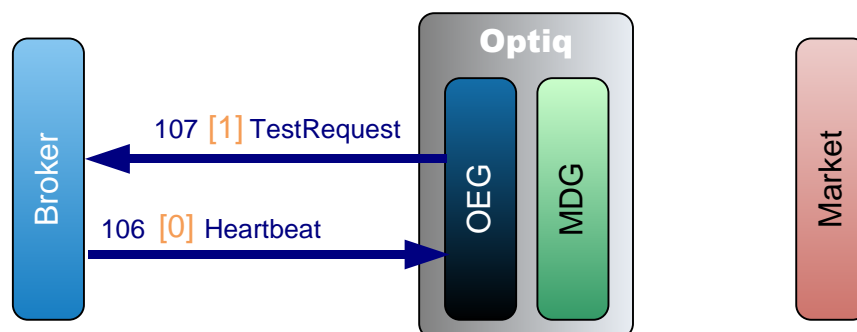 Optiq
107 [1] TestRequest
Broker
OEG
MDG
Market
106 [0] Heartbeat